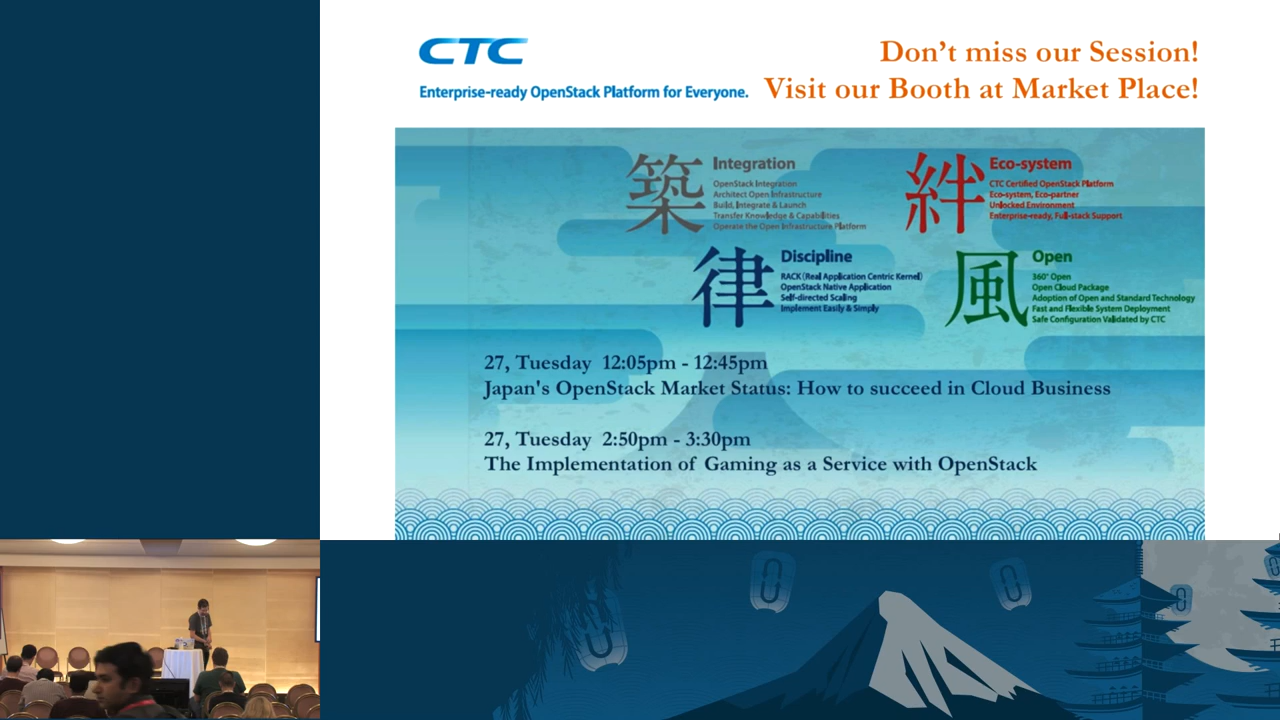 CTC
Enterprise-ready OpenStack Platform for Everyone.
Don't miss our Session!
Visit our Booth at Market Place!
築
Integration
OpenStack Integration
Architect Open Infrastructure
Build, Integrate & Launch
Transfer Knowledge & Capabilities
Operate the Open Infrastructure Platform
絆
Eco-system
CTC Certified OpenStack Platform
Eco-system, Eco-partner
Unlocked Environment
Enterprise-ready, Full-stack Support
律
Discipline
RACK (Real Application Centric Kernel)
OpenStack Native Application
Self-directed Scaling
Implement Easily & Simply
風
Open
360° Open
Open Cloud Package
Adoption of Open and Standard Technology
Fast and Flexible System Deployment
Safe Configuration Validated by CTC
27, Tuesday 12:05pm - 12:45pm
Japan's OpenStack Market Status: How to succeed in Cloud Business
27, Tuesday 2:50pm - 3:30pm
The Implementation of Gaming as a Service with OpenStack